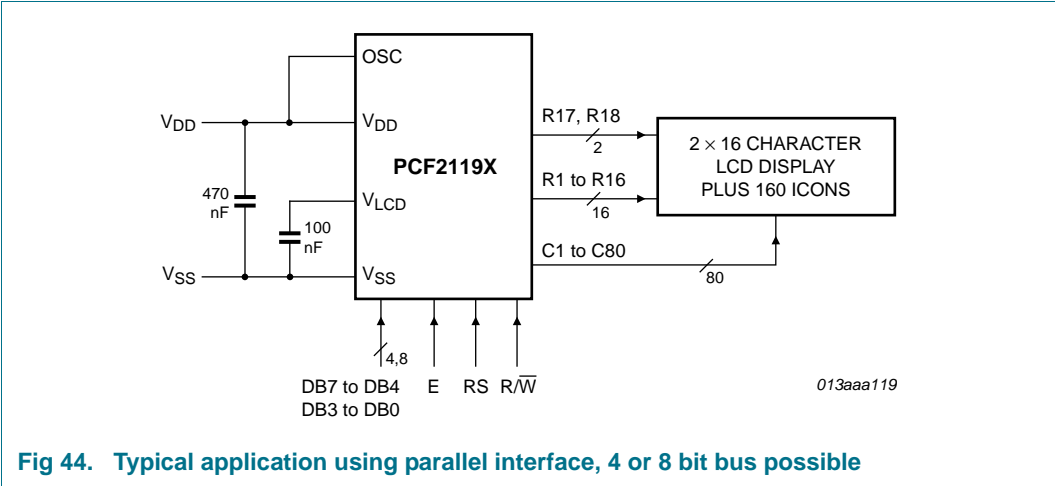 OSC
V_DD
V_DD
R17, R18
2
2 × 16 CHARACTER
LCD DISPLAY
PLUS 160 ICONS
PCF2119X
R1 to R16
16
470
nF
V_LCD
100
nF
C1 to C80
80
V_SS
V_SS
4,8
DB7 to DB4
DB3 to DB0
E
RS
R/W̅
013aaa119
Fig 44. Typical application using parallel interface, 4 or 8 bit bus possible